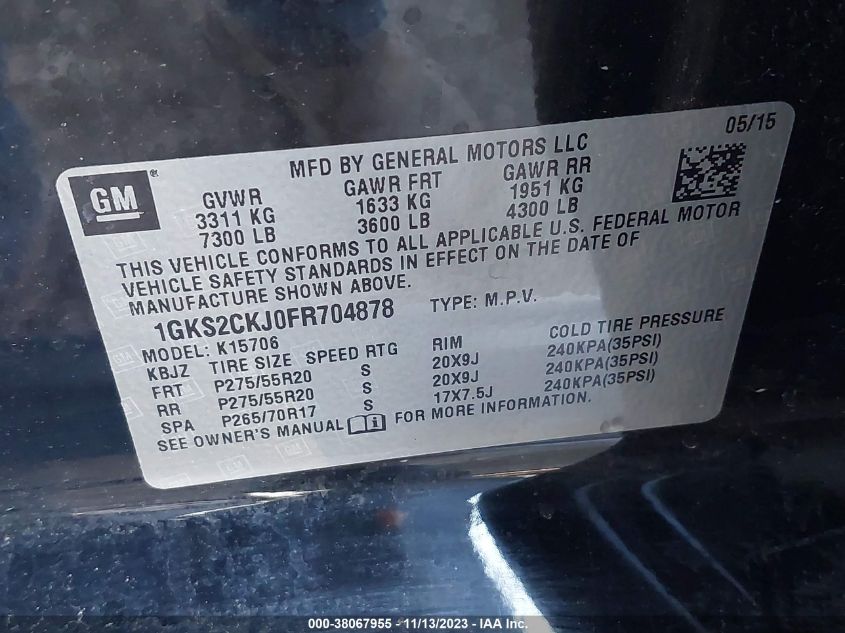 05/15
MFD BY GENERAL MOTORS LLC
GM®
GVWR GAWR FRT GAWR RR
3311 KG 1633 KG 1951 KG
7300 LB 3600 LB 4300 LB
THIS VEHICLE CONFORMS TO ALL APPLICABLE U.S. FEDERAL MOTOR
VEHICLE SAFETY STANDARDS IN EFFECT ON THE DATE OF
MANUFACTURE SHOWN ABOVE.
1GKS2CKJ0FR704878 TYPE: M.P.V.
MODEL: K15706
KBJZ TIRE SIZE SPEED RTG RIM COLD TIRE PRESSURE
FRT P275/55R20 S 20X9J 240KPA(35PSI)
RR P275/55R20 S 20X9J 240KPA(35PSI)
SPA P265/70R17 S 17X7.5J 240KPA(35PSI)
SEE OWNER'S MANUAL FOR MORE INFORMATION.
000-38067955 - 11/13/2023 - IAA Inc.